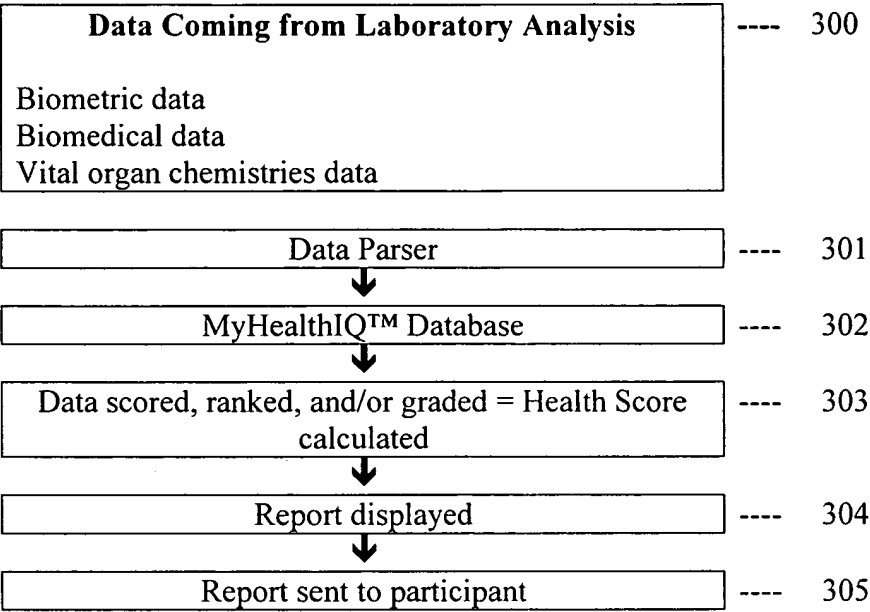 Data Coming from Laboratory Analysis ---- 300
Biometric data
Biomedical data
Vital organ chemistries data
Data Parser ---- 301
MyHealthIQ™ Database ---- 302
Data scored, ranked, and/or graded = Health Score ---- 303
calculated
Report displayed ---- 304
Report sent to participant ---- 305